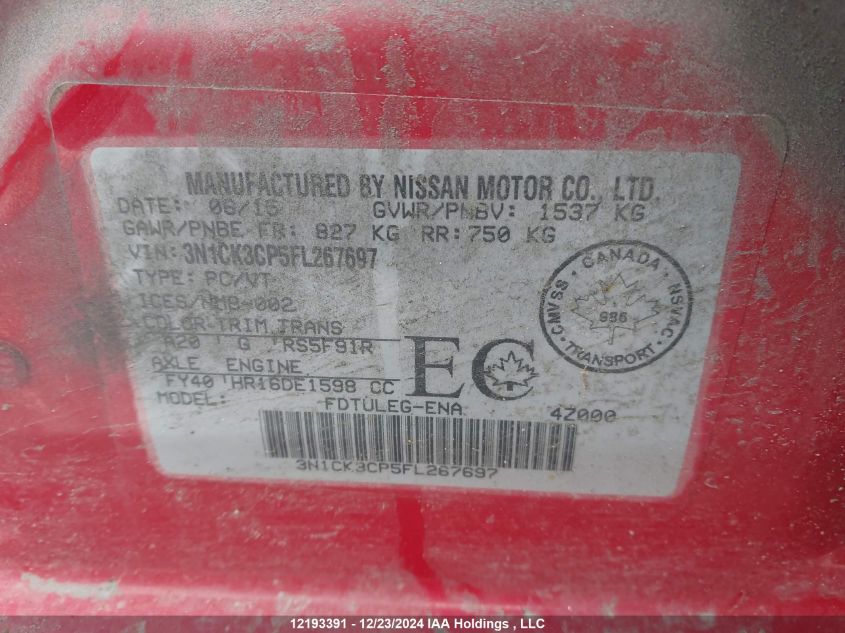 MANUFACTURED BY NISSAN MOTOR CO., LTD.
DATE: 08/15 GVWR/PNBV: 1537 KG
GAWR/PNBE FR: 827 KG RR: 750 KG
VIN: 3N1CK3CP5FL267697
TYPE: PC/VT
ICES/NMB-002
COLOR TRIM TRANS
A20 G RS5F91R
AXLE ENGINE
FY40 HR16DE1598 CC
MODEL: FDTULEG-ENA 4Z000
EC
CANADA
CMVSS NSVAC
TRANSPORT
3N1CK3CP5FL267697
12193391 - 12/23/2024 IAA Holdings , LLC